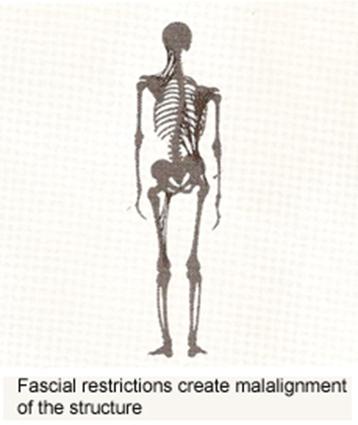 Fascial restrictions create malalignment
of the structure